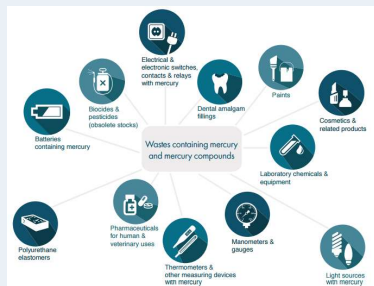 Electrical &
electronic switches,
contacts & relays
with mercury
Biocides &
pesticides
(obsolete stocks)
Dental amalgam
fillings
Paints
Cosmetics &
related products
Batteries
containing mercury
Wastes containing mercury
and mercury compounds
Laboratory chemicals &
equipment
Polyurethane
elastomers
Pharmaceuticals
for human &
veterinary uses
Thermometers &
other measuring devices
with mercury
Manometers &
gauges
Light sources
with mercury